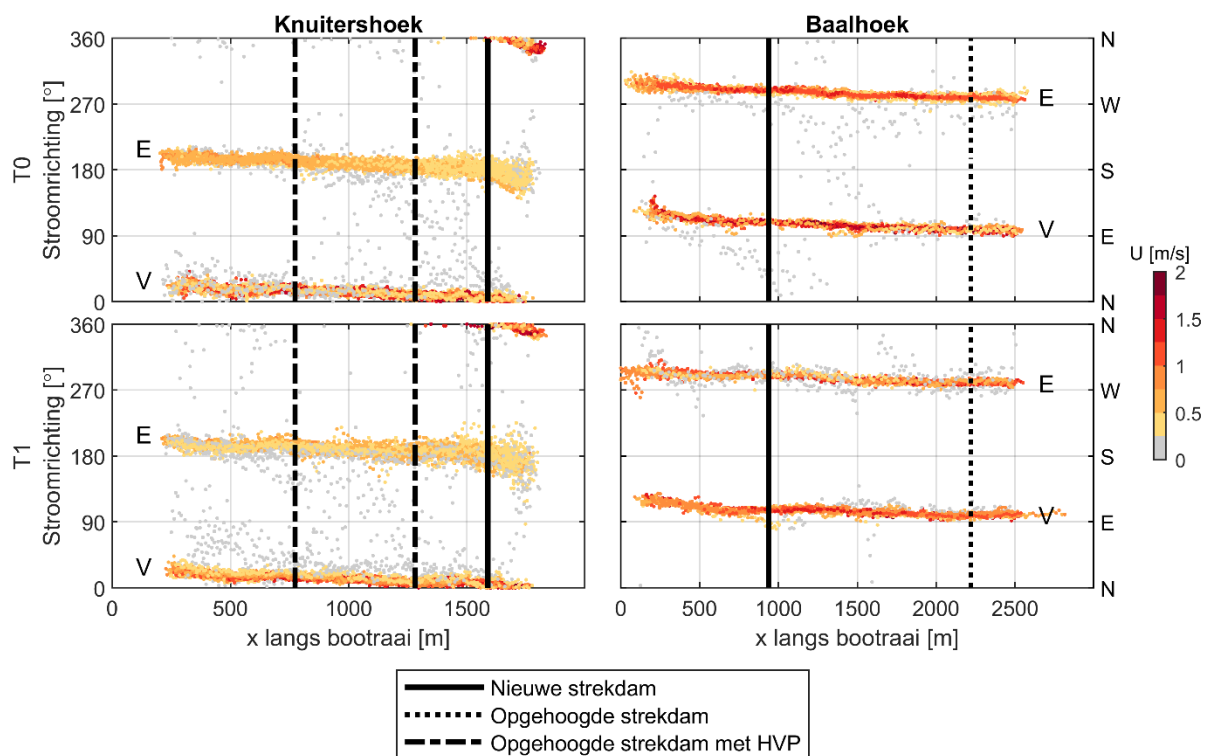 Knuitershoek
Baalhoek
T0
Stroomrichting [°]
360
270
180
90
0
E
V
E
V
N
W
S
E
N
U [m/s]
2
1.5
1
0.5
0
T1
Stroomrichting [°]
360
270
180
90
0
E
V
E
V
N
W
S
E
N
0 500 1000 1500
0 500 1000 1500 2000 2500
x langs bootraai [m]
x langs bootraai [m]
Nieuwe strekdam
Opgehoogde strekdam
Opgehoogde strekdam met HVP